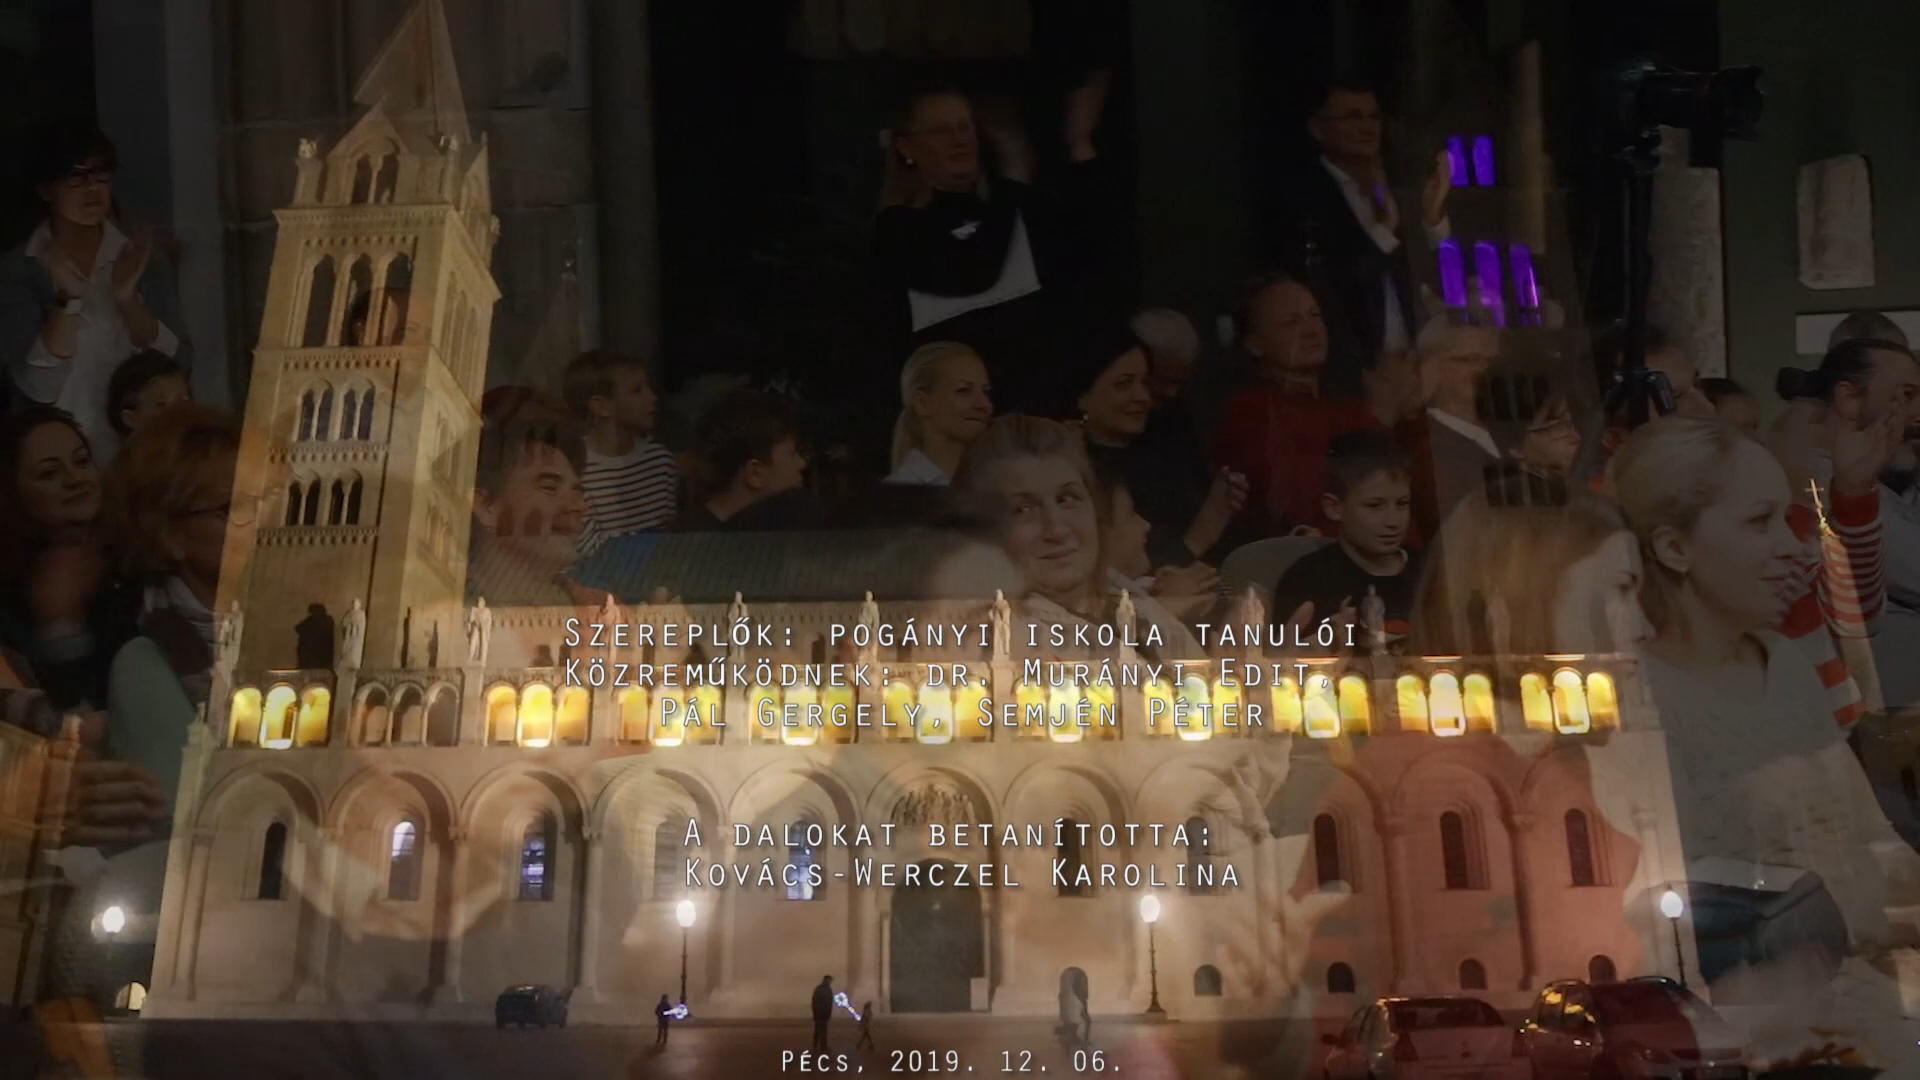 Szereplők: pogányi iskola tanulói
Közreműködnek: dr. Murányi Edit,
Pál Gergely, Semjén Péter
A dalokat betanította:
Kovács-Werczel Karolina
Pécs, 2019. 12. 06.